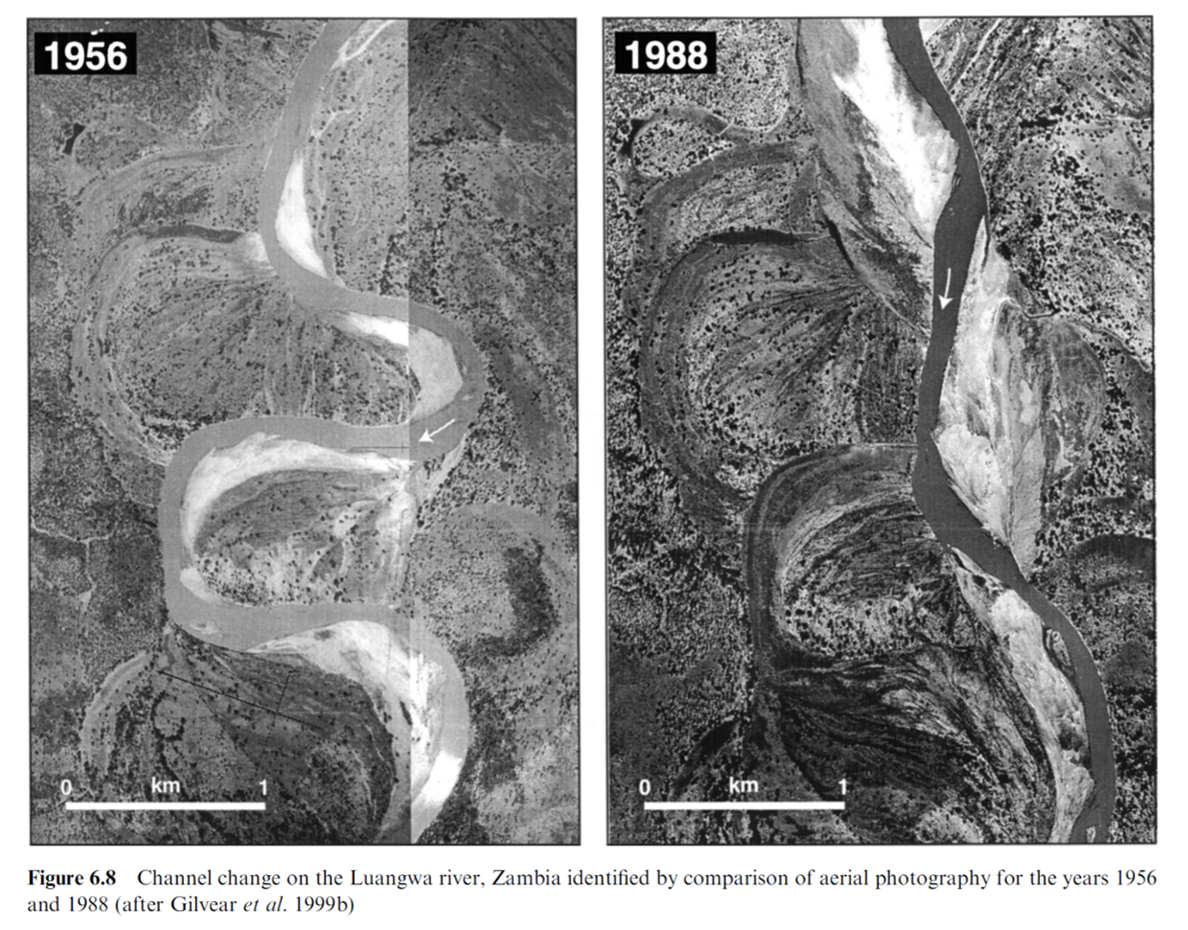 1956
1988
0 km 1
0 km 1
Figure 6.8 Channel change on the Luangwa river, Zambia identified by comparison of aerial photography for the years 1956
and 1988 (after Gilvear et al. 1999b)